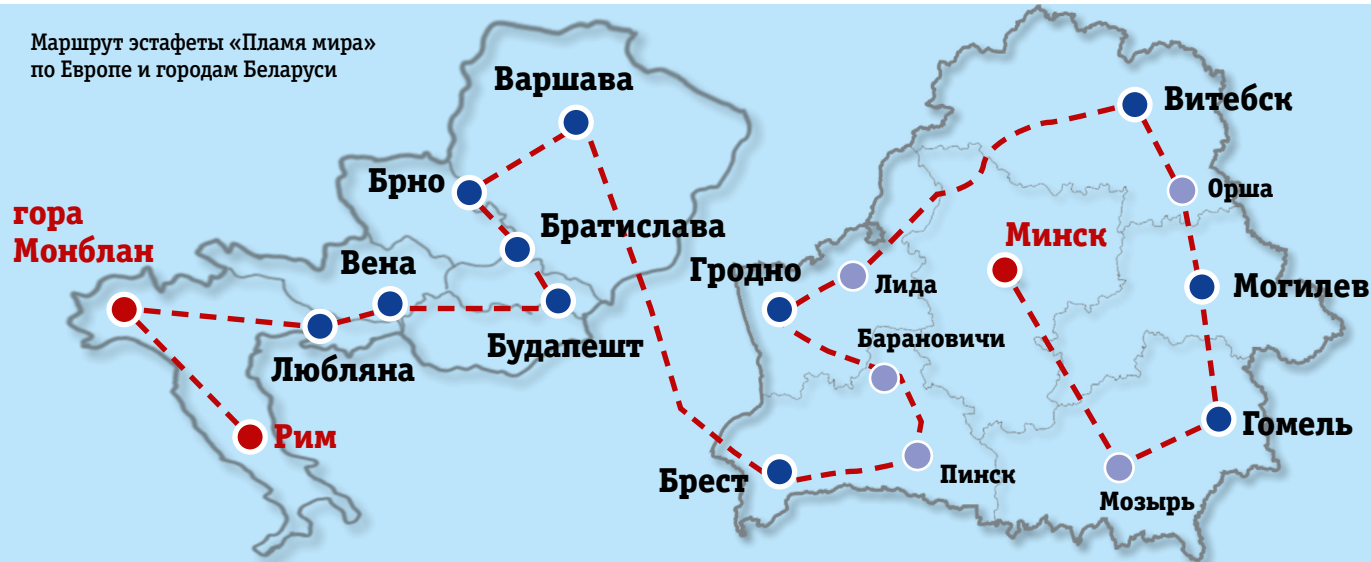 Маршрут эстафеты «Пламя мира»
по Европе и городам Беларуси
Варшава
Брно
Братислава
гора
Монблан
Вена
Будапешт
Любляна
Рим
Витебск
Орша
Минск
Гродно
Лида
Могилев
Барановичи
Гомель
Брест
Пинск
Мозырь